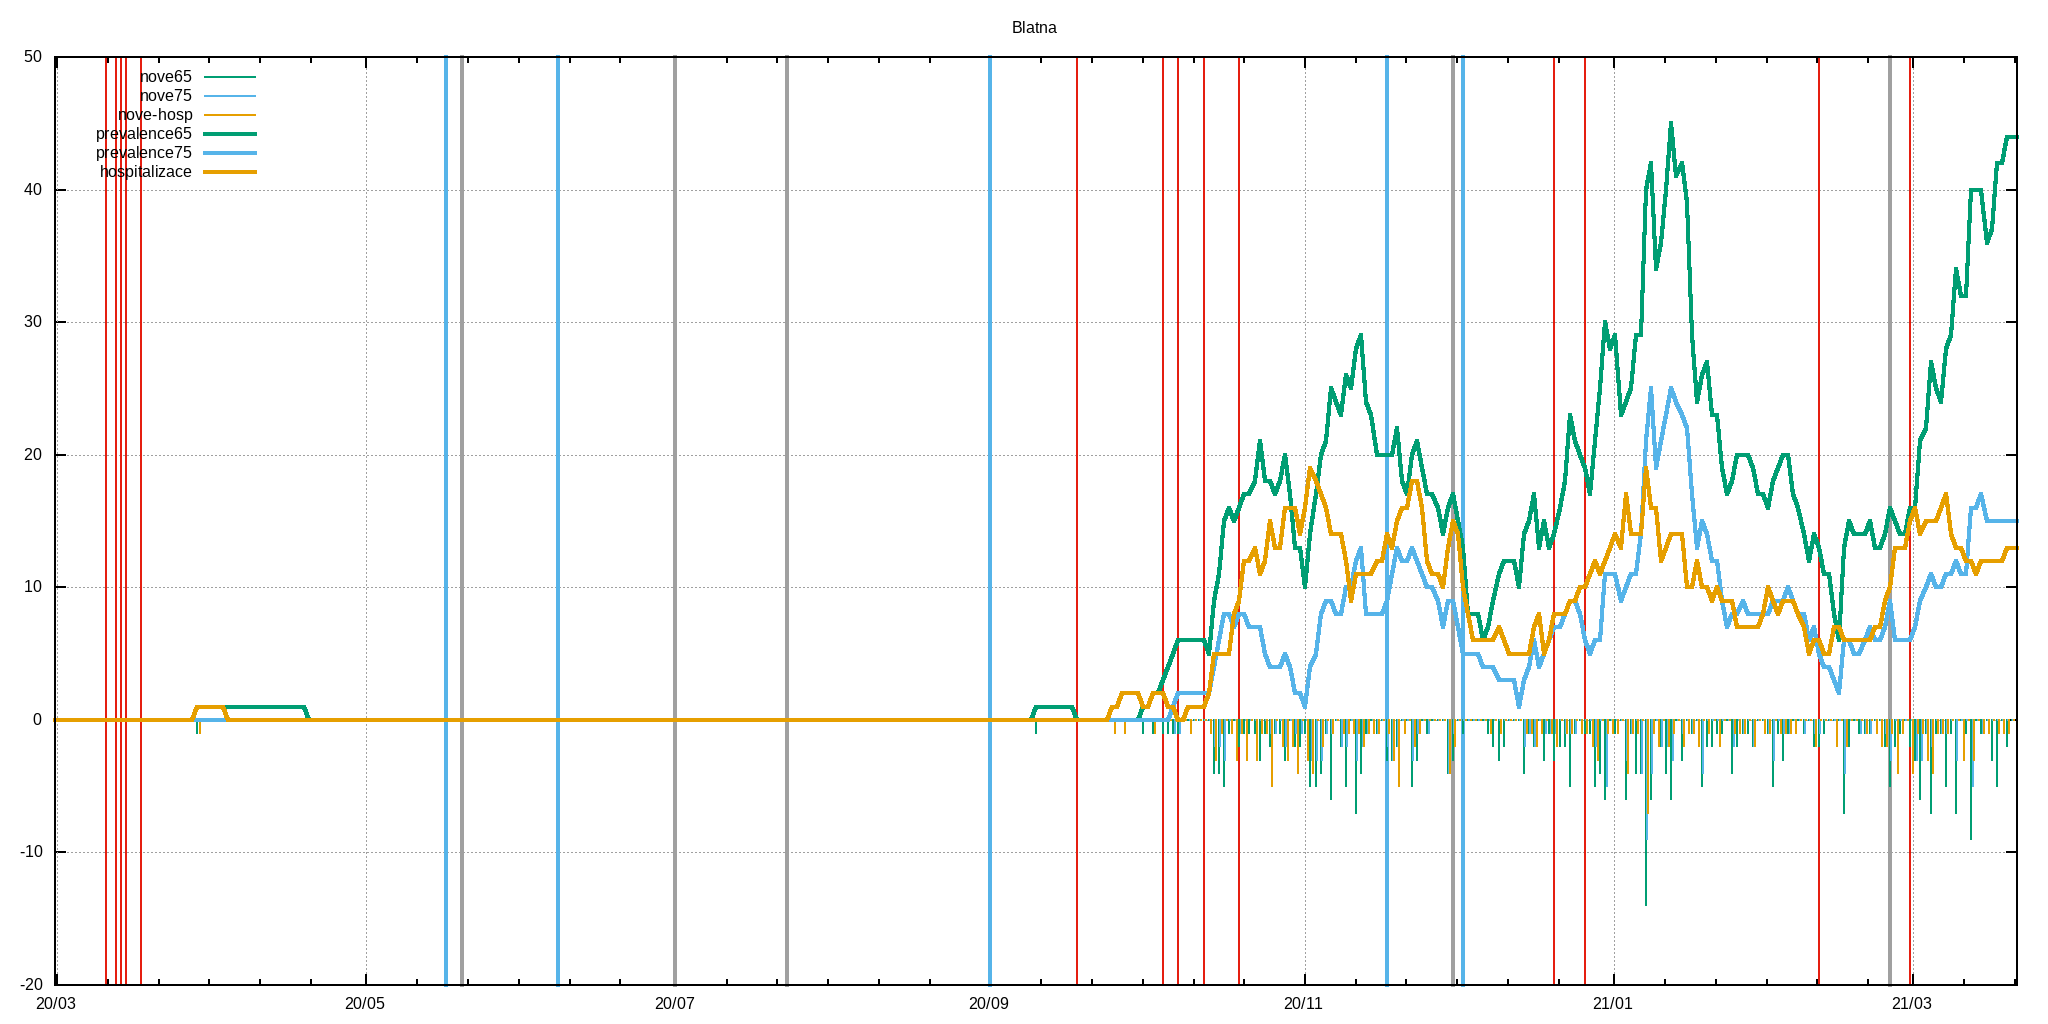 Blatna
50
40
30
20
10
0
-10
-20
nove65
nove75
nove-hosp
prevalence65
prevalence75
hospitalizace
20/03 20/05 20/07 20/09 20/11 21/01 21/03